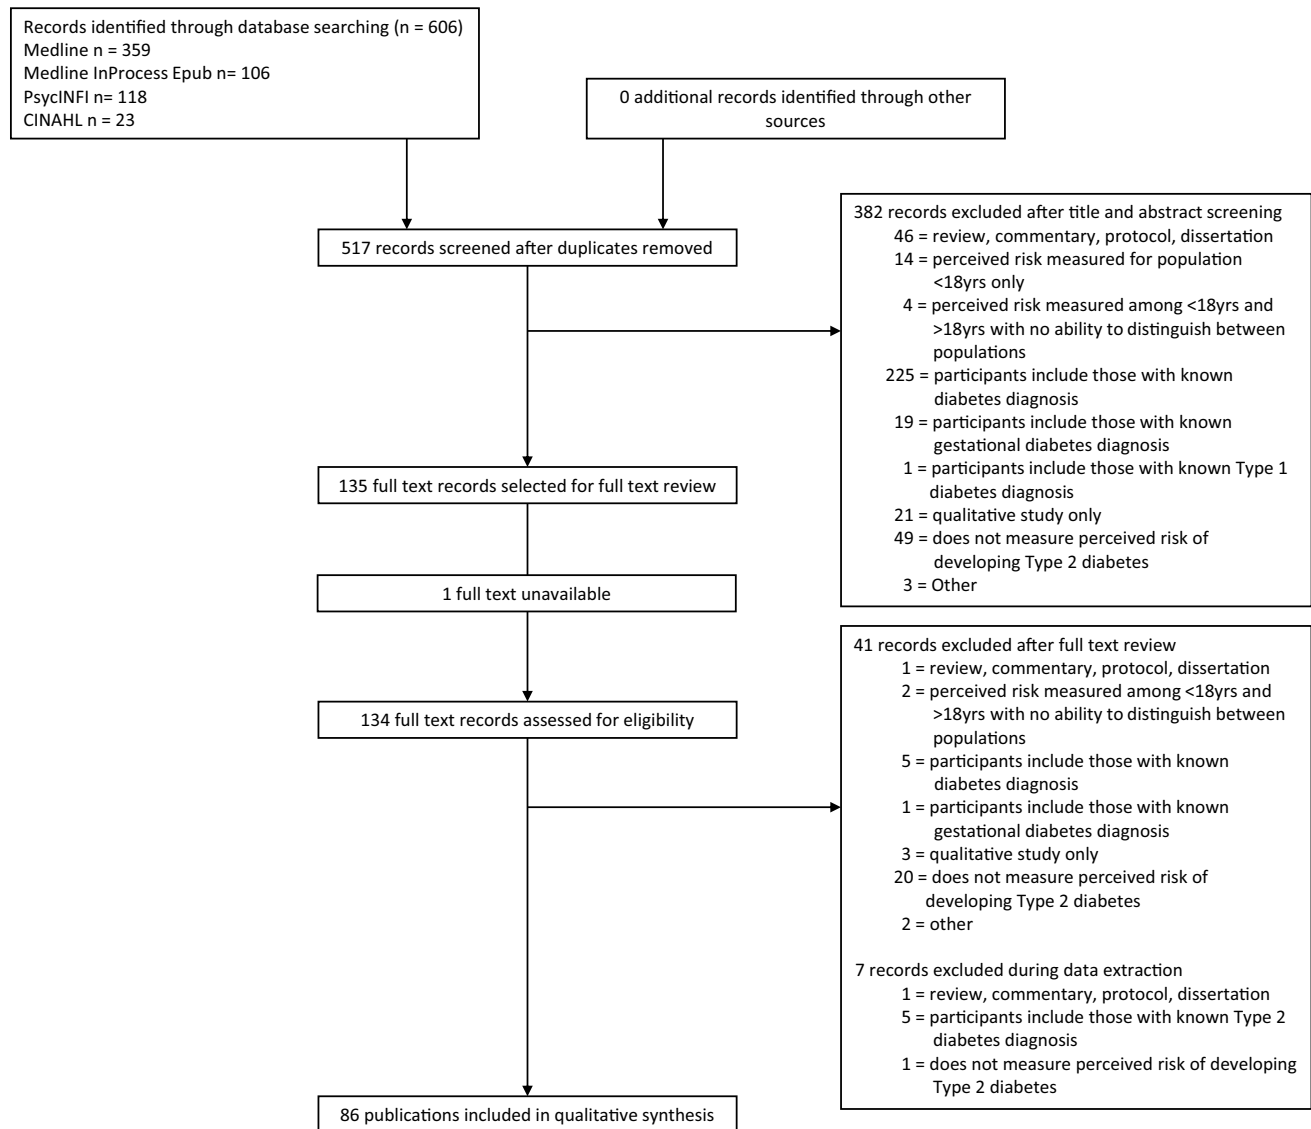 Records identified through database searching (n = 606)
Medline n = 359
Medline InProcess Epub n= 106
PsycINFI n= 118
CINAHL n = 23
0 additional records identified through other
sources
517 records screened after duplicates removed
382 records excluded after title and abstract screening
46 = review, commentary, protocol, dissertation
14 = perceived risk measured for population
<18yrs only
4 = perceived risk measured among <18yrs and
>18yrs with no ability to distinguish between
populations
225 = participants include those with known
diabetes diagnosis
19 = participants include those with known
gestational diabetes diagnosis
1 = participants include those with known Type 1
diabetes diagnosis
21 = qualitative study only
49 = does not measure perceived risk of
developing Type 2 diabetes
3 = Other
135 full text records selected for full text review
1 full text unavailable
134 full text records assessed for eligibility
41 records excluded after full text review
1 = review, commentary, protocol, dissertation
2 = perceived risk measured among <18yrs and
>18yrs with no ability to distinguish between
populations
5 = participants include those with known
diabetes diagnosis
1 = participants include those with known
gestational diabetes diagnosis
3 = qualitative study only
20 = does not measure perceived risk of
developing Type 2 diabetes
2 = other
7 records excluded during data extraction
1 = review, commentary, protocol, dissertation
5 = participants include those with known Type 2
diabetes diagnosis
1 = does not measure perceived risk of developing
Type 2 diabetes
86 publications included in qualitative synthesis